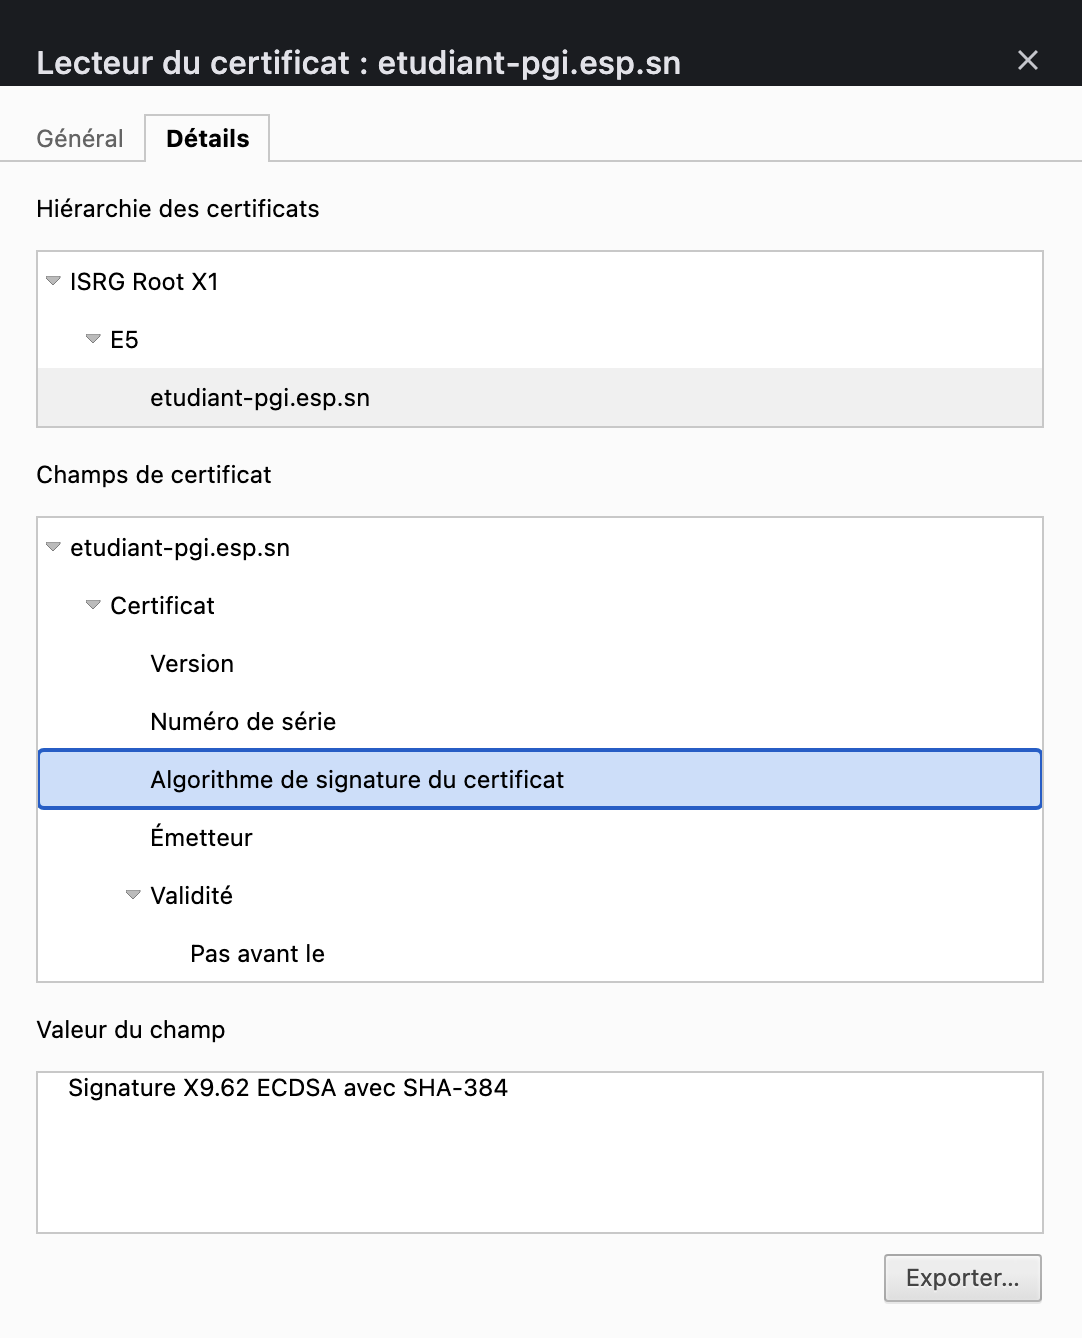 Lecteur du certificat : etudiant-pgi.esp.sn
Général
Détails
Hiérarchie des certificats
ISRG Root X1
E5
etudiant-pgi.esp.sn
Champs de certificat
etudiant-pgi.esp.sn
Certificat
Version
Numéro de série
Algorithme de signature du certificat
Émetteur
Validité
Pas avant le
Valeur du champ
Signature X9.62 ECDSA avec SHA-384
Exporter...